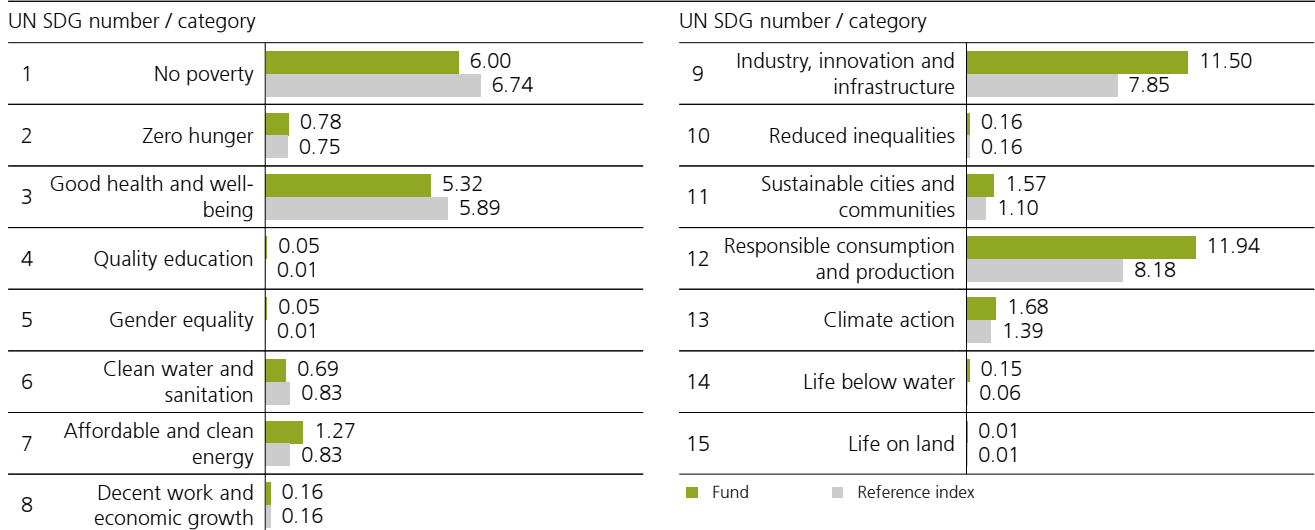 UN SDG number / category
1
No poverty
6.00
6.74
2
Zero hunger
0.78
0.75
3
Good health and well-
being
5.32
5.89
4
Quality education
0.05
0.01
5
Gender equality
0.05
0.01
6
Clean water and
sanitation
0.69
0.83
7
Affordable and clean
energy
1.27
0.83
8
Decent work and
economic growth
0.16
0.16
UN SDG number / category
9
Industry, innovation and
infrastructure
11.50
7.85
10
Reduced inequalities
0.16
0.16
11
Sustainable cities and
communities
1.57
1.10
12
Responsible consumption
and production
11.94
8.18
13
Climate action
1.68
1.39
14
Life below water
0.15
0.06
15
Life on land
0.01
0.01
Fund
Reference index